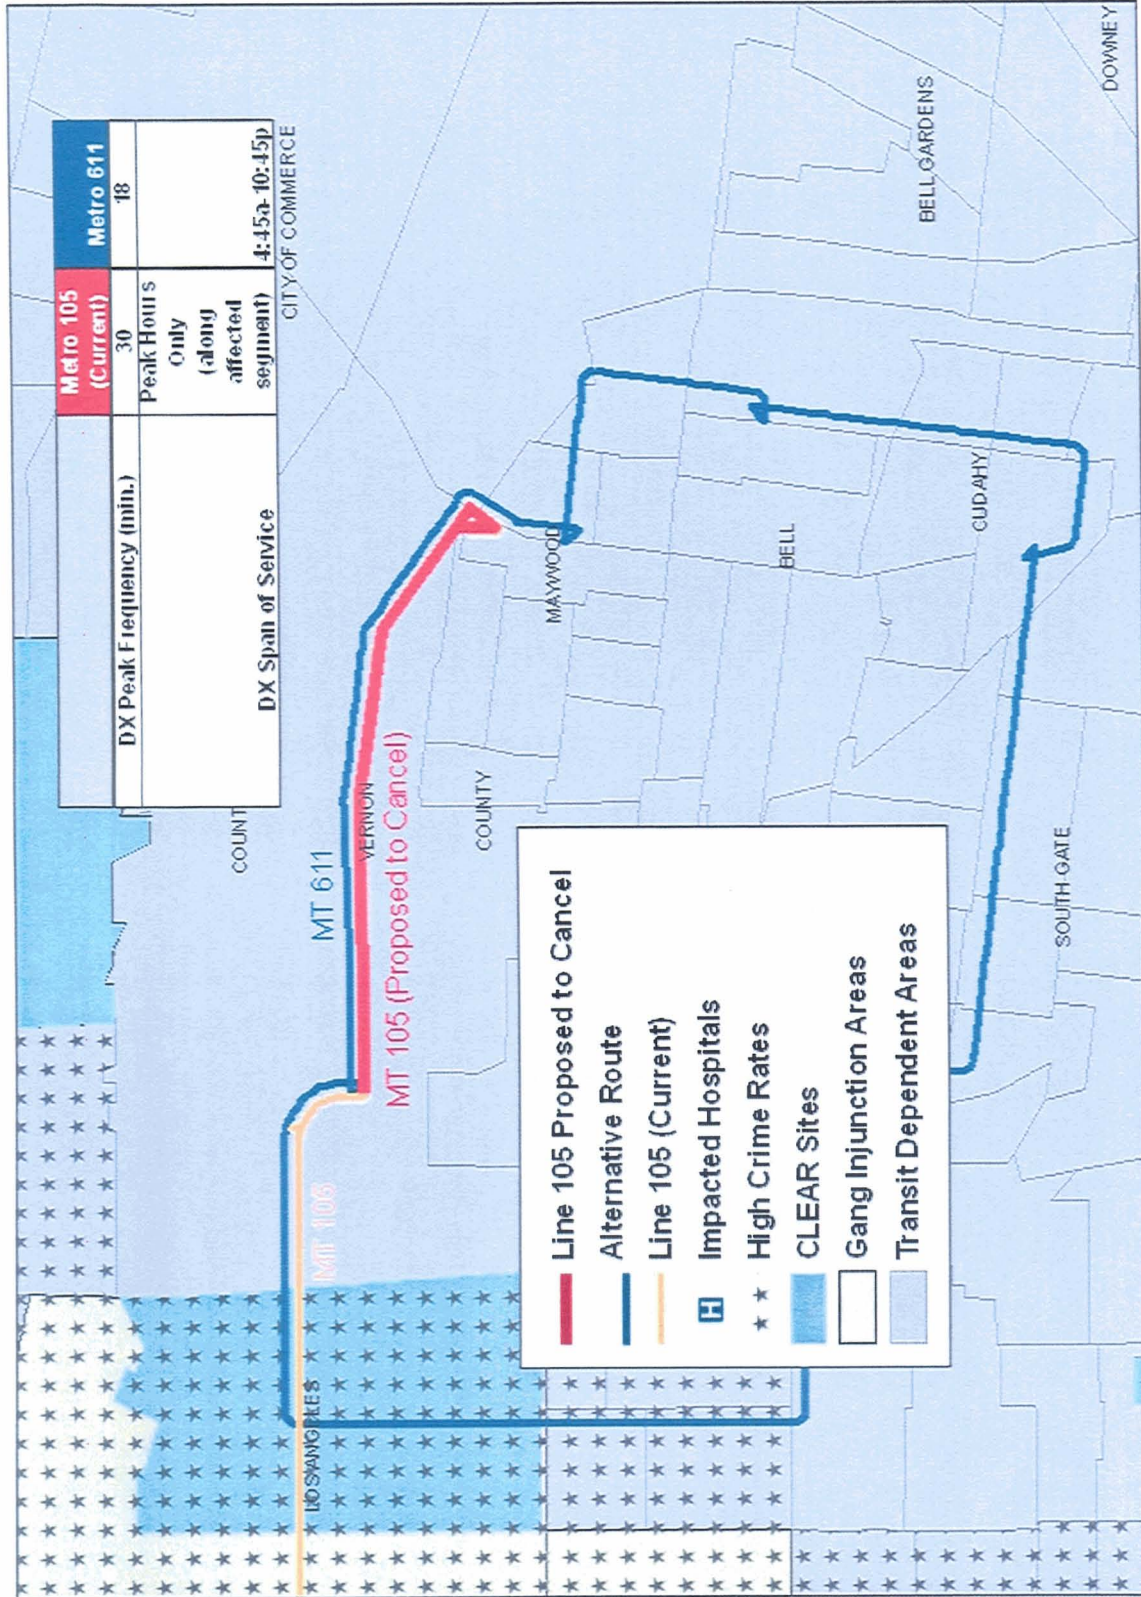 Metro 105
(Current)
Metro 611
DX Peak Frequency (min.)
30
18
Peak Hours
Only
(along
affected
segment)
DX Span of Service
4:45a-10:45p
CITY OF COMMERCE
COUNT
MT 611
VERNON
MT 105 (Proposed to Cancel)
COUNTY
MT 105
LOS ANGELES
MAYWOOD
BELL
CUDAHY
BELL GARDENS
DOWNEY
SOUTH GATE
Line 105 Proposed to Cancel
Alternative Route
Line 105 (Current)
H Impacted Hospitals
High Crime Rates
CLEAR Sites
Gang Injunction Areas
Transit Dependent Areas